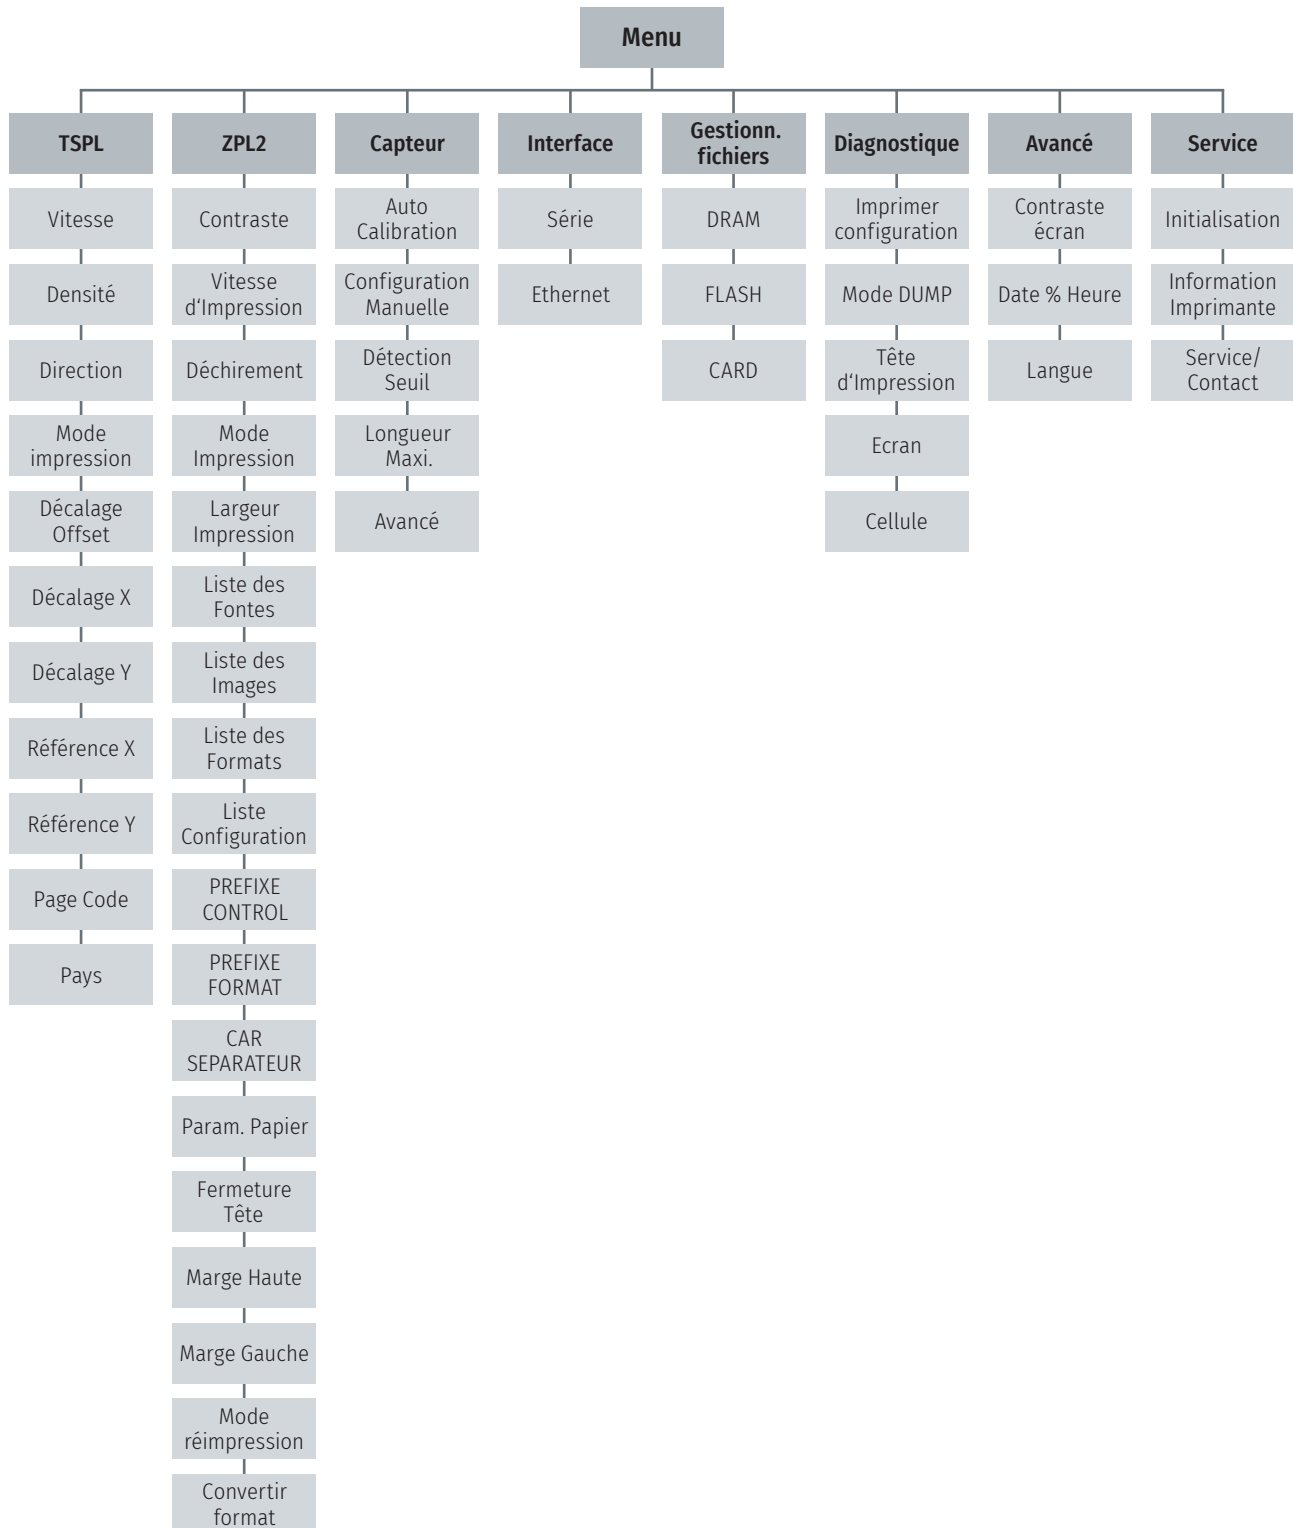 Menu
TSPL
Vitesse
Densité
Direction
Mode
impression
Décalage
Offset
Décalage X
Décalage Y
Référence X
Référence Y
Page Code
Pays
ZPL2
Contraste
Vitesse
d‘Impression
Déchirement
Mode
Impression
Largeur
Impression
Liste des
Fontes
Liste des
Images
Liste des
Formats
Liste
Configuration
PREFIXE
CONTROL
PREFIXE
FORMAT
CAR
SEPARATEUR
Param. Papier
Fermeture
Tête
Marge Haute
Marge Gauche
Mode
réimpression
Convertir
format
Capteur
Auto
Calibration
Configuration
Manuelle
Détection
Seuil
Longueur
Maxi.
Avancé
Interface
Série
Ethernet
Gestionn.
fichiers
DRAM
FLASH
CARD
Diagnostique
Imprimer
configuration
Mode DUMP
Tête
d‘Impression
Ecran
Cellule
Avancé
Contraste
écran
Date % Heure
Langue
Service
Initialisation
Information
Imprimante
Service/
Contact